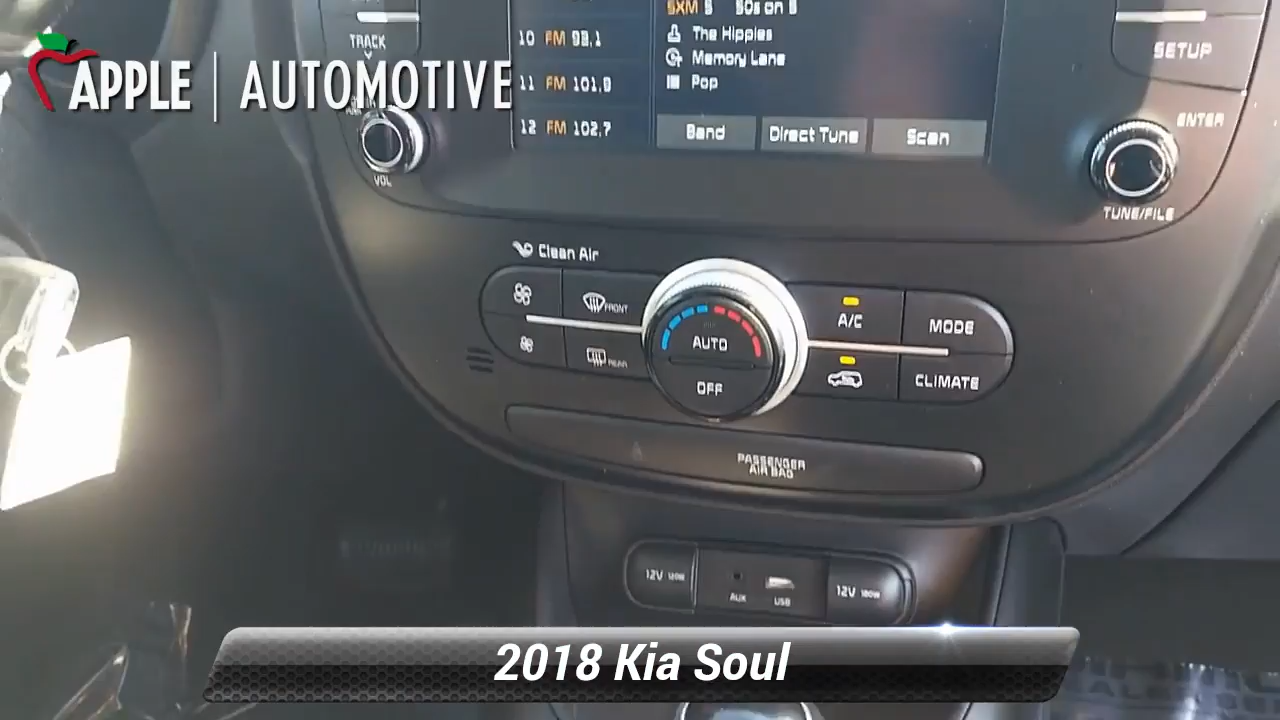 SXM 5 50s on 5
TRACK
10 FM 93.1
The Hippies
SETUP
Memory Lane
APPLE | AUTOMOTIVE
11 FM 101.9
Pop
12 FM 102.7
Band
Direct Tune
Scan
ENTER
VOL
TUNE/FILE
Clean Air
FRONT
A/C
MODE
AUTO
REAR
OFF
CLIMATE
PASSENGER
AIR BAG
12V 120W
AUX
USB
12V 180W
2018 Kia Soul